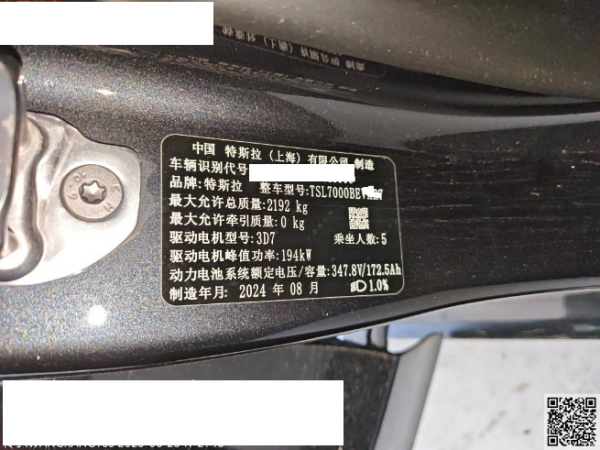 中国 特斯拉（上海）有限公司 制造
车辆识别代号
品牌:特斯拉 整车型号:TSL7000BEV
最大允许总质量:2192 kg
最大允许牵引质量:0 kg
驱动电机型号:3D7 乘坐人数:5
驱动电机峰值功率:194kW
动力电池系统额定电压/容量:347.8V/172.5Ah
制造年月: 2024 年 08 月 1.0%